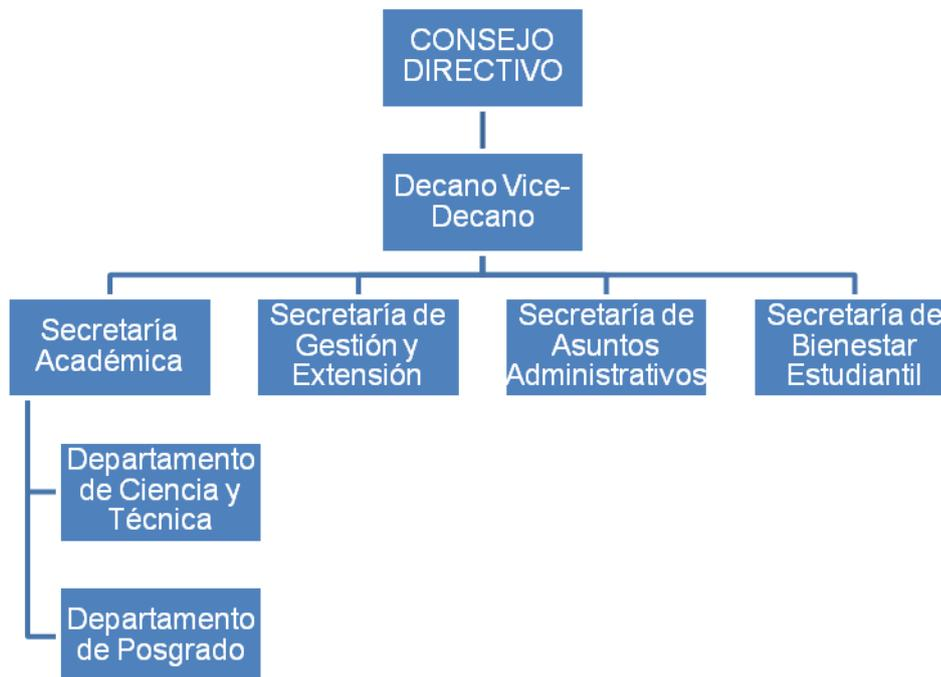 CONSEJO
DIRECTIVO
Decano Vice-
Decano
Secretaría
Académica
Secretaría de
Gestión y
Extensión
Secretaría de
Asuntos
Administrativos
Secretaría de
Bienestar
Estudiantil
Departamento
de Ciencia y
Técnica
Departamento
de Posgrado